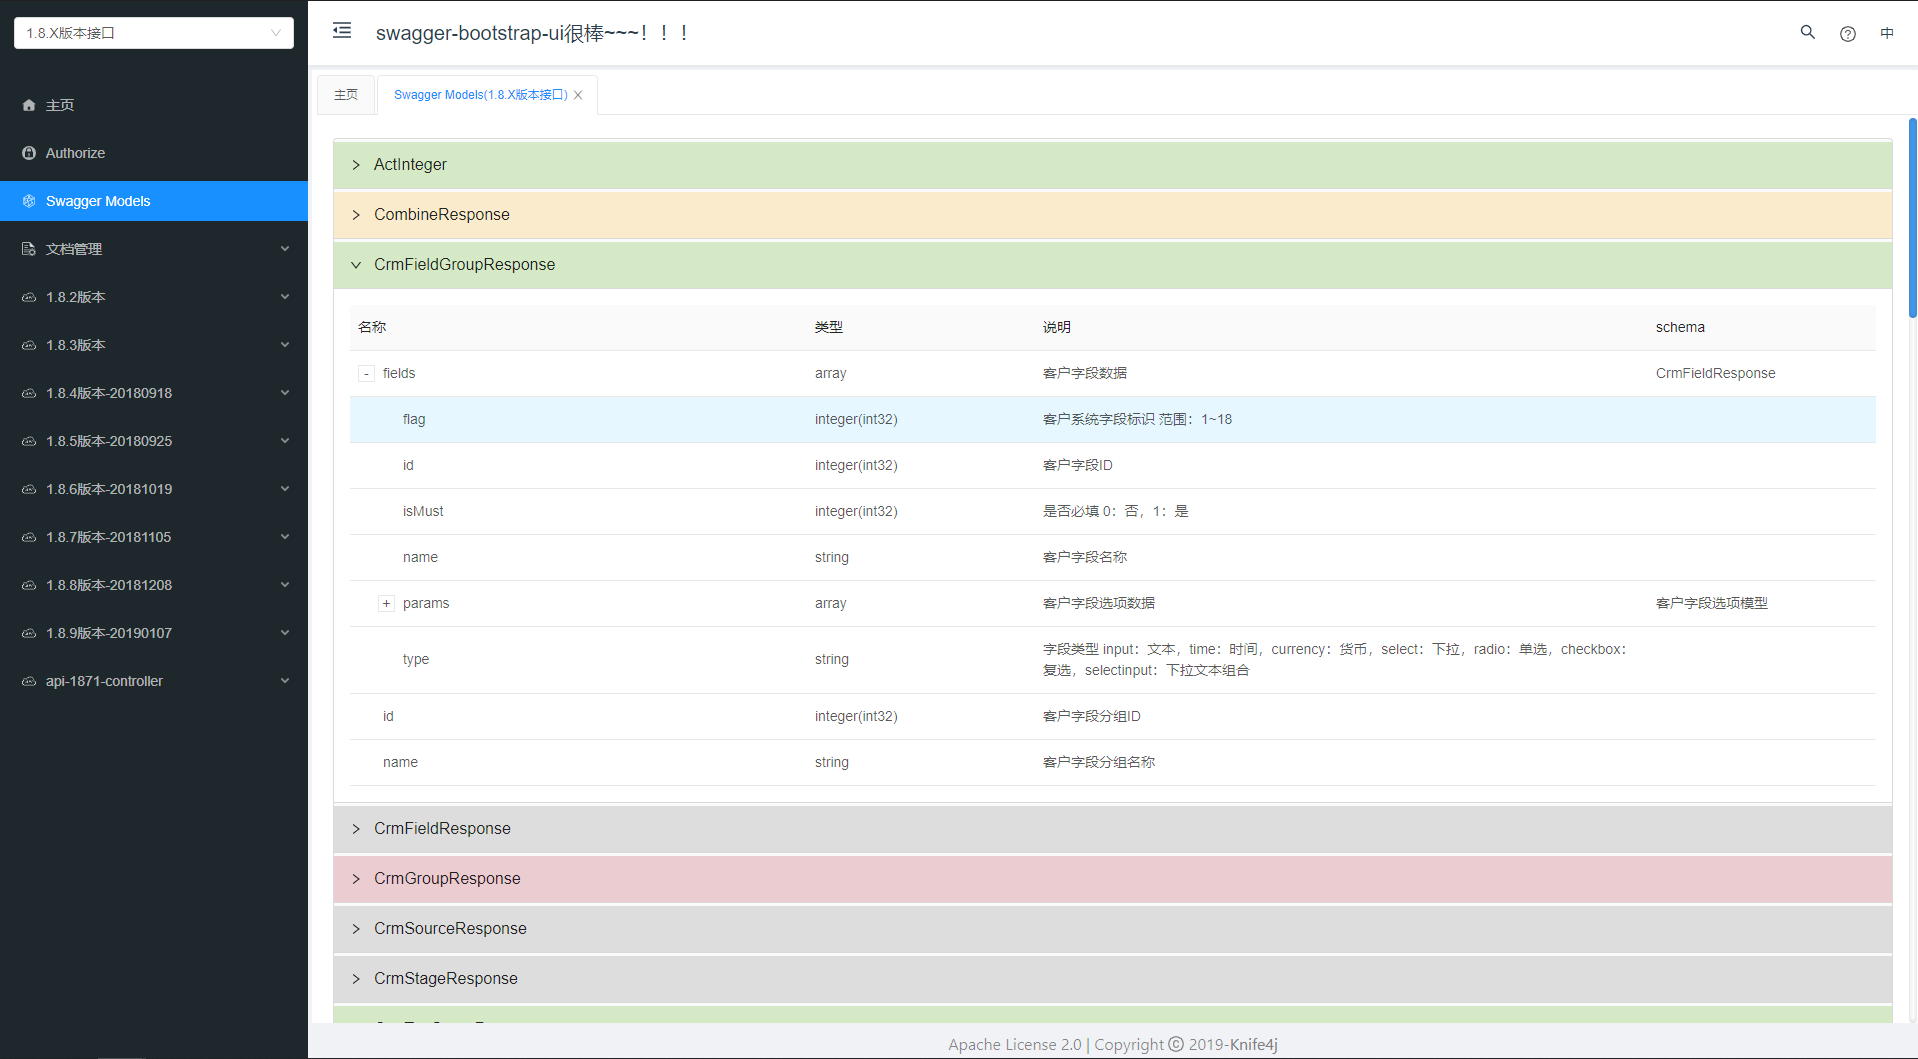 1.8.X版本接口
swagger-bootstrap-ui很棒~~~！！！
中
主页
Authorize
Swagger Models
文档管理
1.8.2版本
1.8.3版本
1.8.4版本-20180918
1.8.5版本-20180925
1.8.6版本-20181019
1.8.7版本-20181105
1.8.8版本-20181208
1.8.9版本-20190107
api-1871-controller
主页
Swagger Models(1.8.X版本接口)
ActInteger
CombineResponse
CrmFieldGroupResponse
名称 类型 说明 schema
- fields array 客户字段数据 CrmFieldResponse
flag integer(int32) 客户系统字段标识 范围：1~18
id integer(int32) 客户字段ID
isMust integer(int32) 是否必填 0：否，1：是
name string 客户字段名称
+ params array 客户字段选项数据 客户字段选项模型
type string 字段类型 input：文本，time：时间，currency：货币，select：下拉，radio：单选，checkbox：
复选，selectinput：下拉文本组合
id integer(int32) 客户字段分组ID
name string 客户字段分组名称
CrmFieldResponse
CrmGroupResponse
CrmSourceResponse
CrmStageResponse
Apache License 2.0 | Copyright © 2019-Knife4j